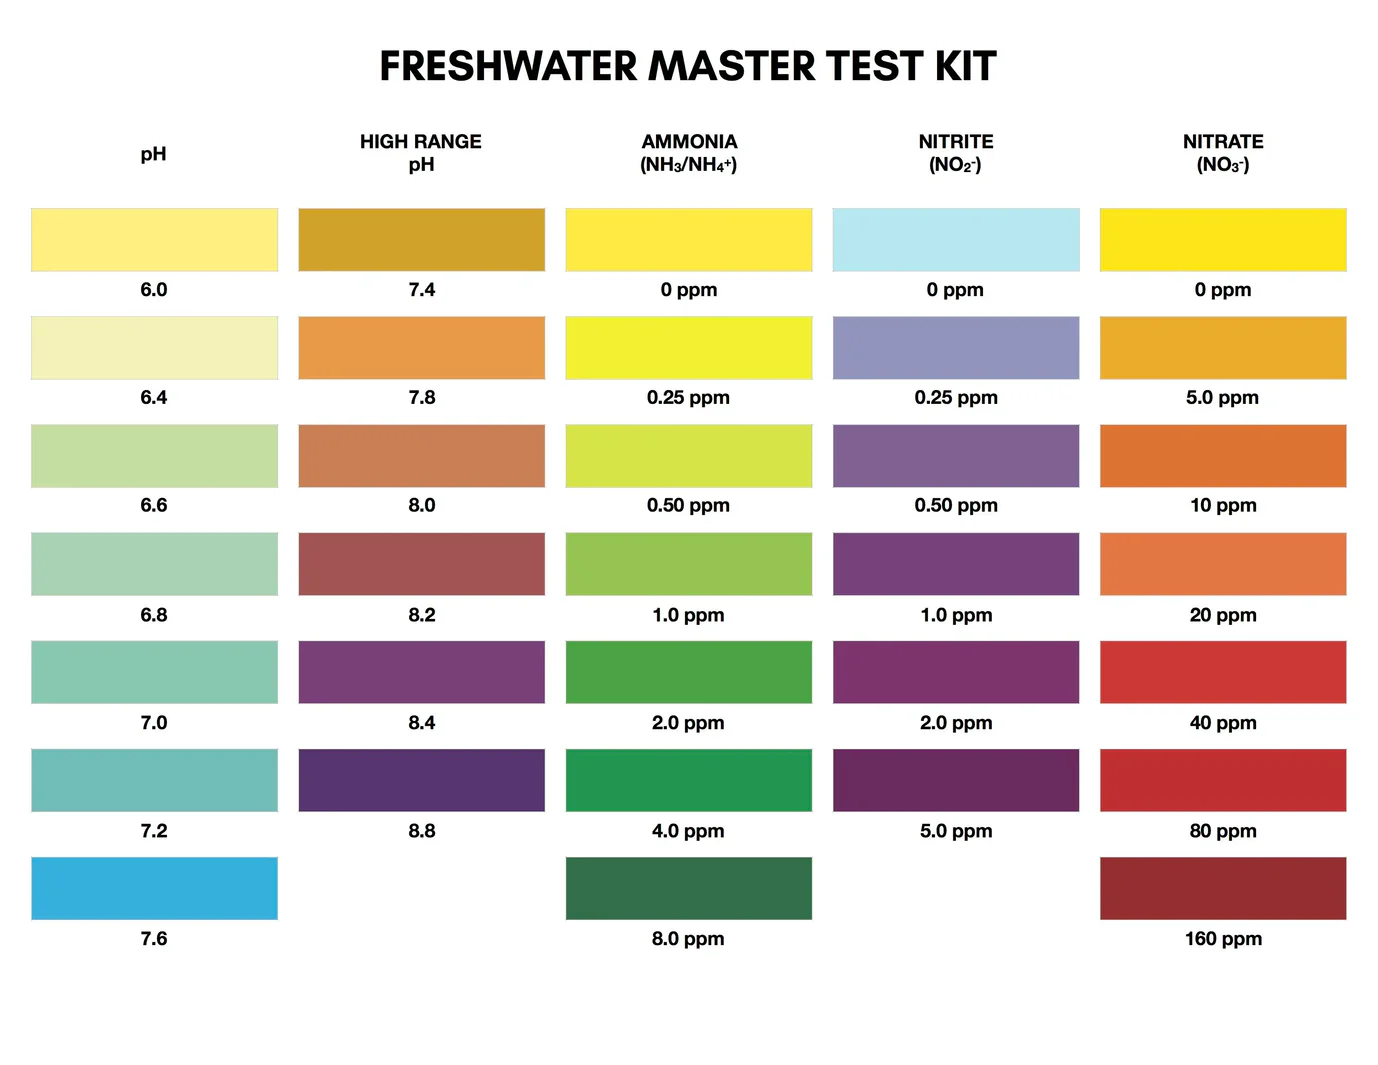 FRESHWATER MASTER TEST KIT
pH
HIGH RANGE
pH
AMMONIA
(NH₃/NH₄⁺)
NITRITE
(NO₂⁻)
NITRATE
(NO₃⁻)
6.0
7.4
0 ppm
0 ppm
0 ppm
6.4
7.8
0.25 ppm
0.25 ppm
5.0 ppm
6.6
8.0
0.50 ppm
0.50 ppm
10 ppm
6.8
8.2
1.0 ppm
1.0 ppm
20 ppm
7.0
8.4
2.0 ppm
2.0 ppm
40 ppm
7.2
8.8
4.0 ppm
5.0 ppm
80 ppm
7.6
8.0 ppm
160 ppm